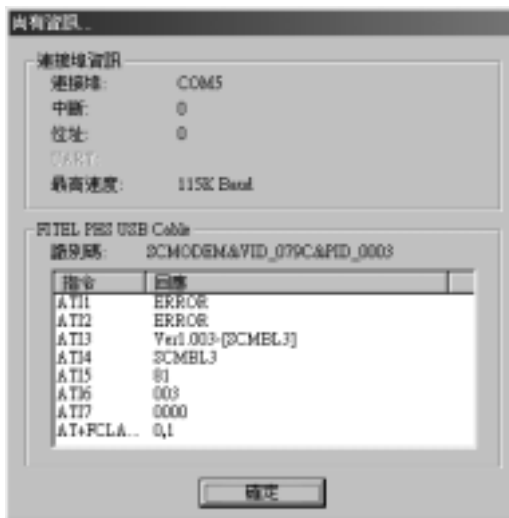 尚有資訊...
連接埠資訊
連接埠: COM5
中斷: 0
位址: 0
UART:
最高速度: 115K Baud
FITEL PHS USB Cable
識別碼: SCMODEM&VID_079C&PID_0003
指令 回應
ATI1 ERROR
ATI2 ERROR
ATI3 Ver1.003-[SCMBL3]
ATI4 SCMBL3
ATI5 81
ATI6 003
ATI7 0000
AT+FCLA... 0,1
確定